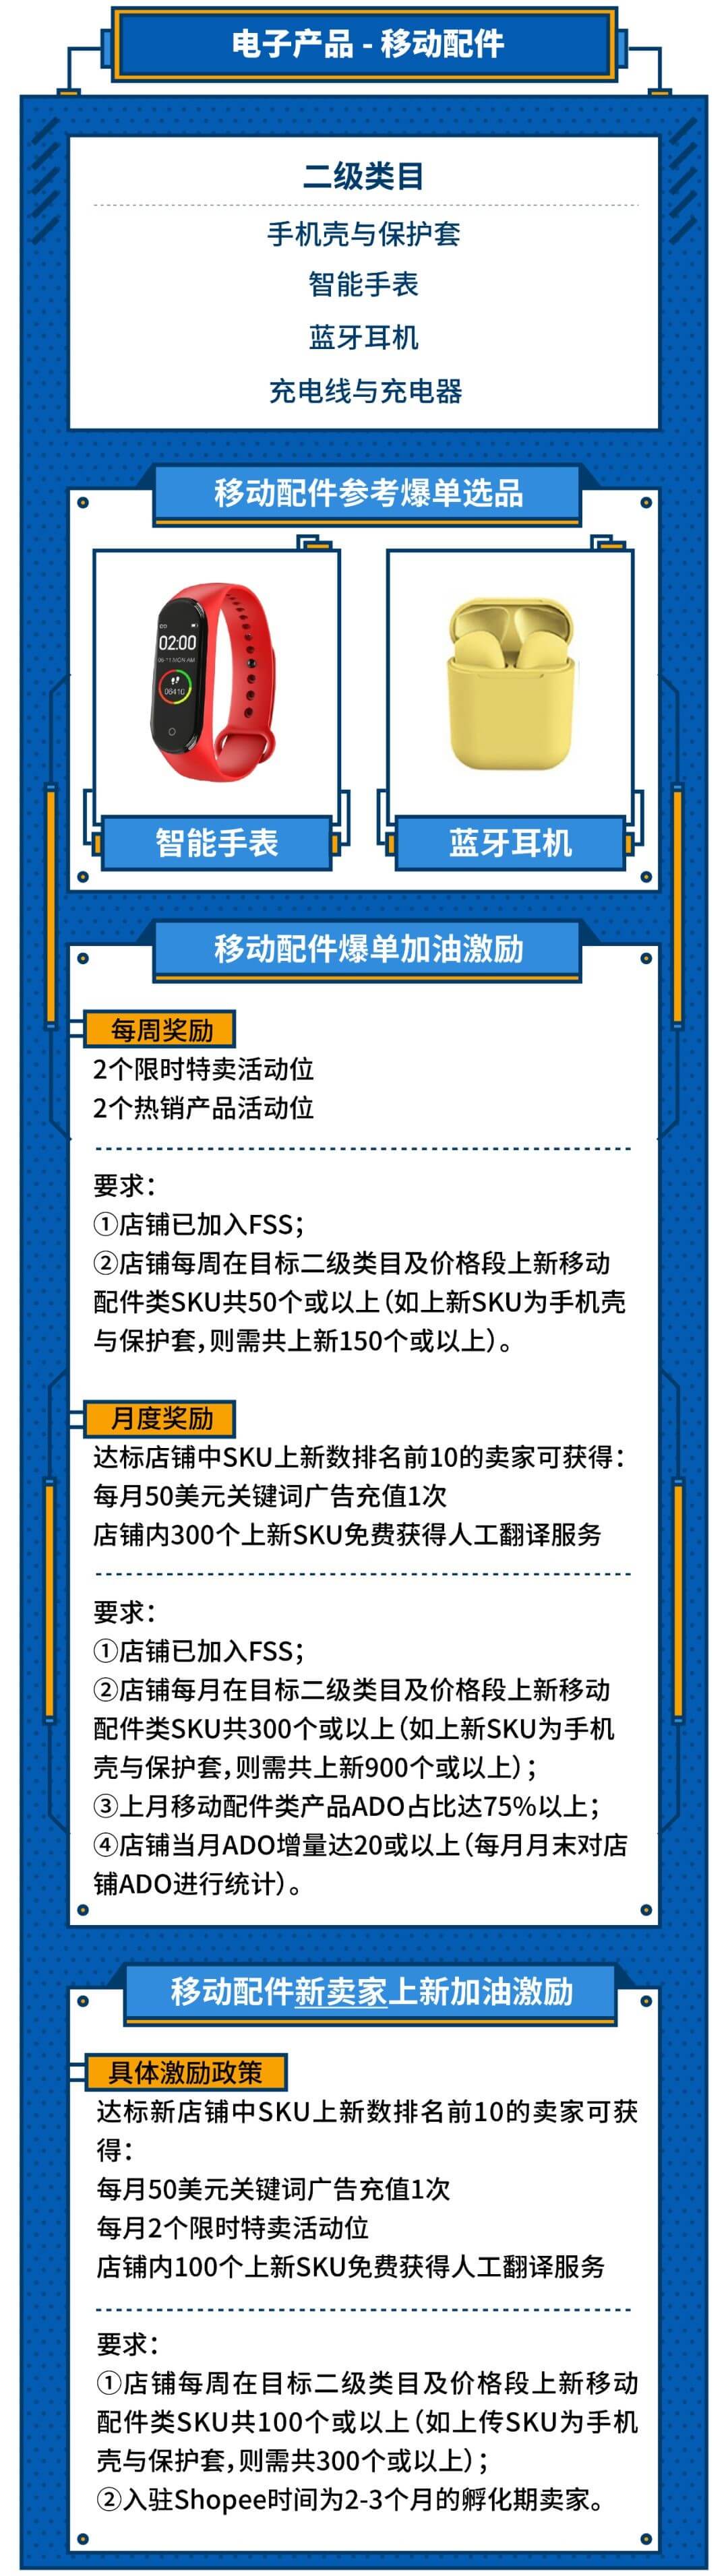 电子产品 - 移动配件
二级类目
手机壳与保护套
智能手表
蓝牙耳机
充电线与充电器
移动配件参考爆单选品
02:00
06410
智能手表
蓝牙耳机
移动配件爆单加油激励
每周奖励
2个限时特卖活动位
2个热销产品活动位
要求：
①店铺已加入FSS；
②店铺每周在目标二级类目及价格段上新移动
配件类SKU共50个或以上（如上新SKU为手机壳
与保护套，则需共上新150个或以上）。
月度奖励
达标店铺中SKU上新数排名前10的卖家可获得：
每月50美元关键词广告充值1次
店铺内300个上新SKU免费获得人工翻译服务
要求：
①店铺已加入FSS；
②店铺每月在目标二级类目及价格段上新移动
配件类SKU共300个或以上（如上新SKU为手机
壳与保护套，则需共上新900个或以上）；
③上月移动配件类产品ADO占比达75%以上；
④店铺当月ADO增量达20或以上（每月月末对店
铺ADO进行统计）。
移动配件新卖家上新加油激励
具体激励政策
达标新店铺中SKU上新数排名前10的卖家可获
得：
每月50美元关键词广告充值1次
每月2个限时特卖活动位
店铺内100个上新SKU免费获得人工翻译服务
要求：
①店铺每周在目标二级类目及价格段上新移动
配件类SKU共100个或以上（如上传SKU为手机
壳与保护套，则需共300个或以上）；
②入驻Shopee时间为2-3个月的孵化期卖家。